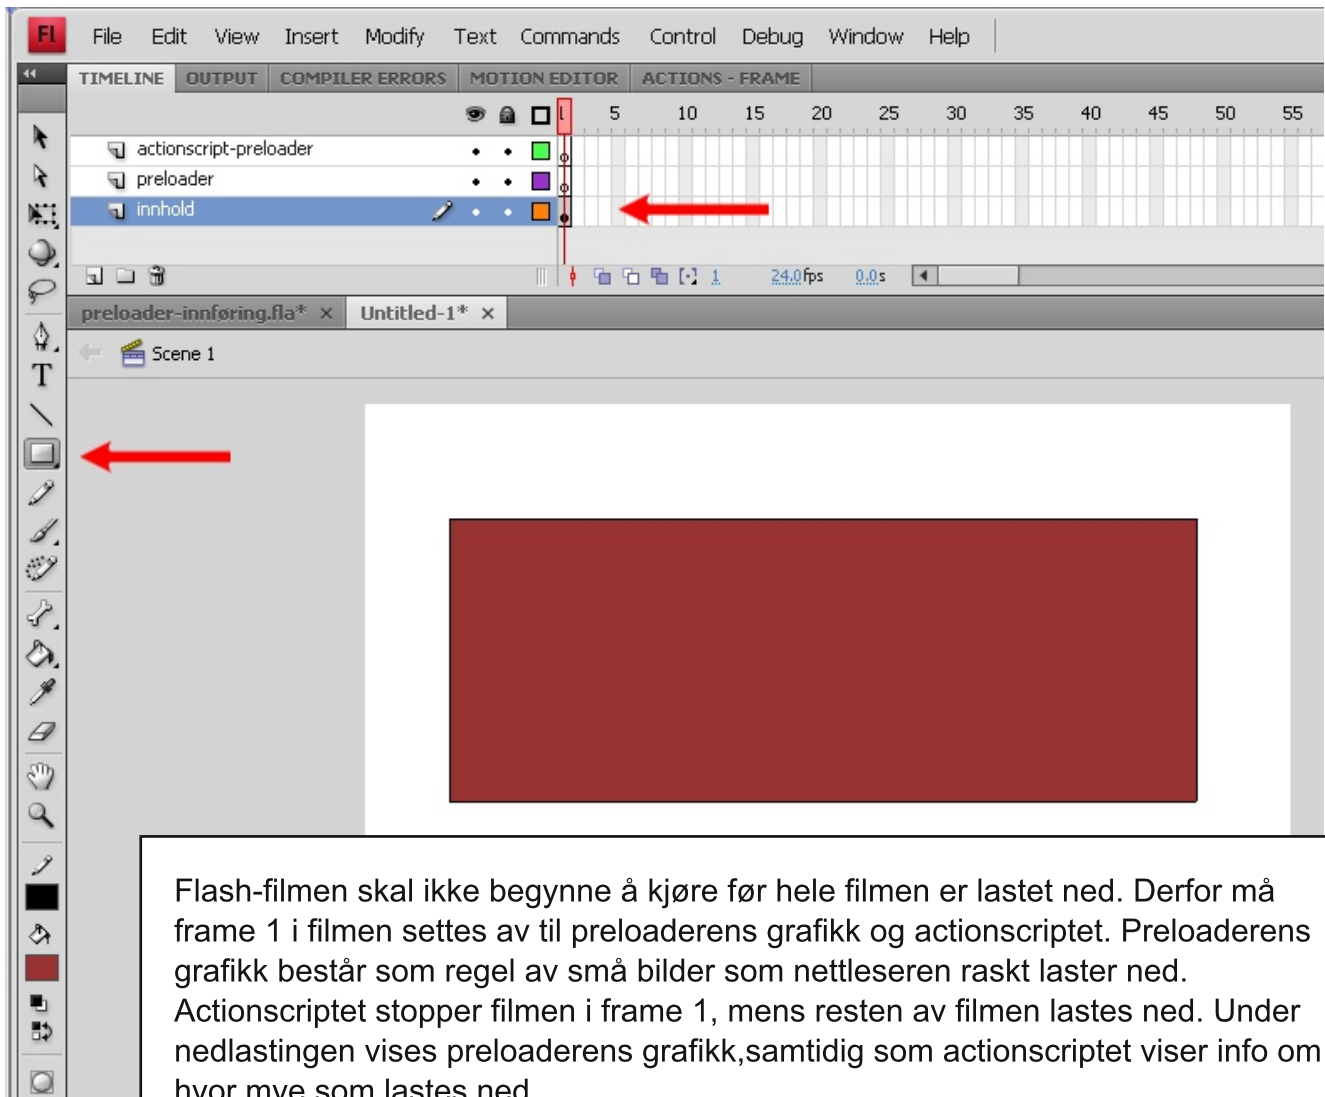 FL File Edit View Insert Modify Text Commands Control Debug Window Help
TIMELINE OUTPUT COMPILER ERRORS MOTION EDITOR ACTIONS - FRAME
5 10 15 20 25 30 35 40 45 50 55
actionscript-preloader
preloader
innhold
1 24.0fps 0.0s
preloader-innføring.fla* × Untitled-1* ×
Scene 1
T
Flash-filmen skal ikke begynne å kjøre før hele filmen er lastet ned. Derfor må
frame 1 i filmen settes av til preloaderens grafikk og actionscriptet. Preloaderens
grafikk består som regel av små bilder som nettleseren raskt laster ned.
Actionscriptet stopper filmen i frame 1, mens resten av filmen lastes ned. Under
nedlastingen vises preloaderens grafikk,samtidig som actionscriptet viser info om
hvor mye som lastes ned